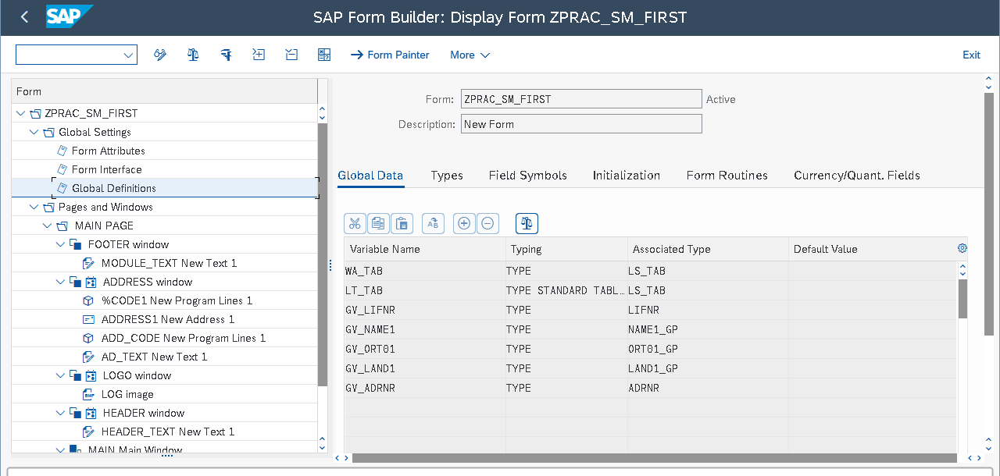 SAP
SAP Form Builder: Display Form ZPRAC_SM_FIRST
Form Painter
More
Exit
Form
ZPRAC_SM_FIRST
Global Settings
Form Attributes
Form Interface
Global Definitions
Pages and Windows
MAIN PAGE
FOOTER window
MODULE_TEXT New Text 1
ADDRESS window
%CODE1 New Program Lines 1
ADDRESS1 New Address 1
ADD_CODE New Program Lines 1
AD_TEXT New Text 1
LOGO window
LOG image
HEADER window
HEADER_TEXT New Text 1
MAIN Main Window
Form: ZPRAC_SM_FIRST Active
Description: New Form
Global Data Types Field Symbols Initialization Form Routines Currency/Quant. Fields
Variable Name Typing Associated Type Default Value
WA_TAB TYPE LS_TAB
LT_TAB TYPE STANDARD TABL... LS_TAB
GV_LIFNR TYPE LIFNR
GV_NAME1 TYPE NAME1_GP
GV_ORT01 TYPE ORT01_GP
GV_LAND1 TYPE LAND1_GP
GV_ADRNR TYPE ADRNR